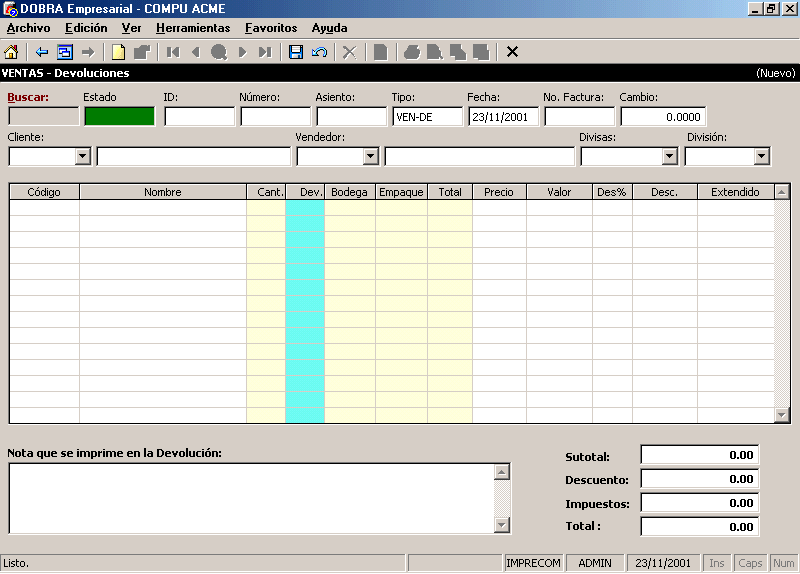 DOBRA Empresarial - COMPU ACME
Archivo Edición Ver Herramientas Favoritos Ayuda
VENTAS - Devoluciones (Nuevo)
Buscar: Estado ID: Número: Asiento: Tipo: Fecha: No. Factura: Cambio:
VEN-DE 23/11/2001 0.0000
Cliente: Vendedor: Divisas: División:
Código Nombre Cant. Dev. Bodega Empaque Total Precio Valor Des% Desc. Extendido
Nota que se imprime en la Devolución:
Sutotal: 0.00
Descuento: 0.00
Impuestos: 0.00
Total : 0.00
Listo. IMPRECOM ADMIN 23/11/2001 Ins Caps Num